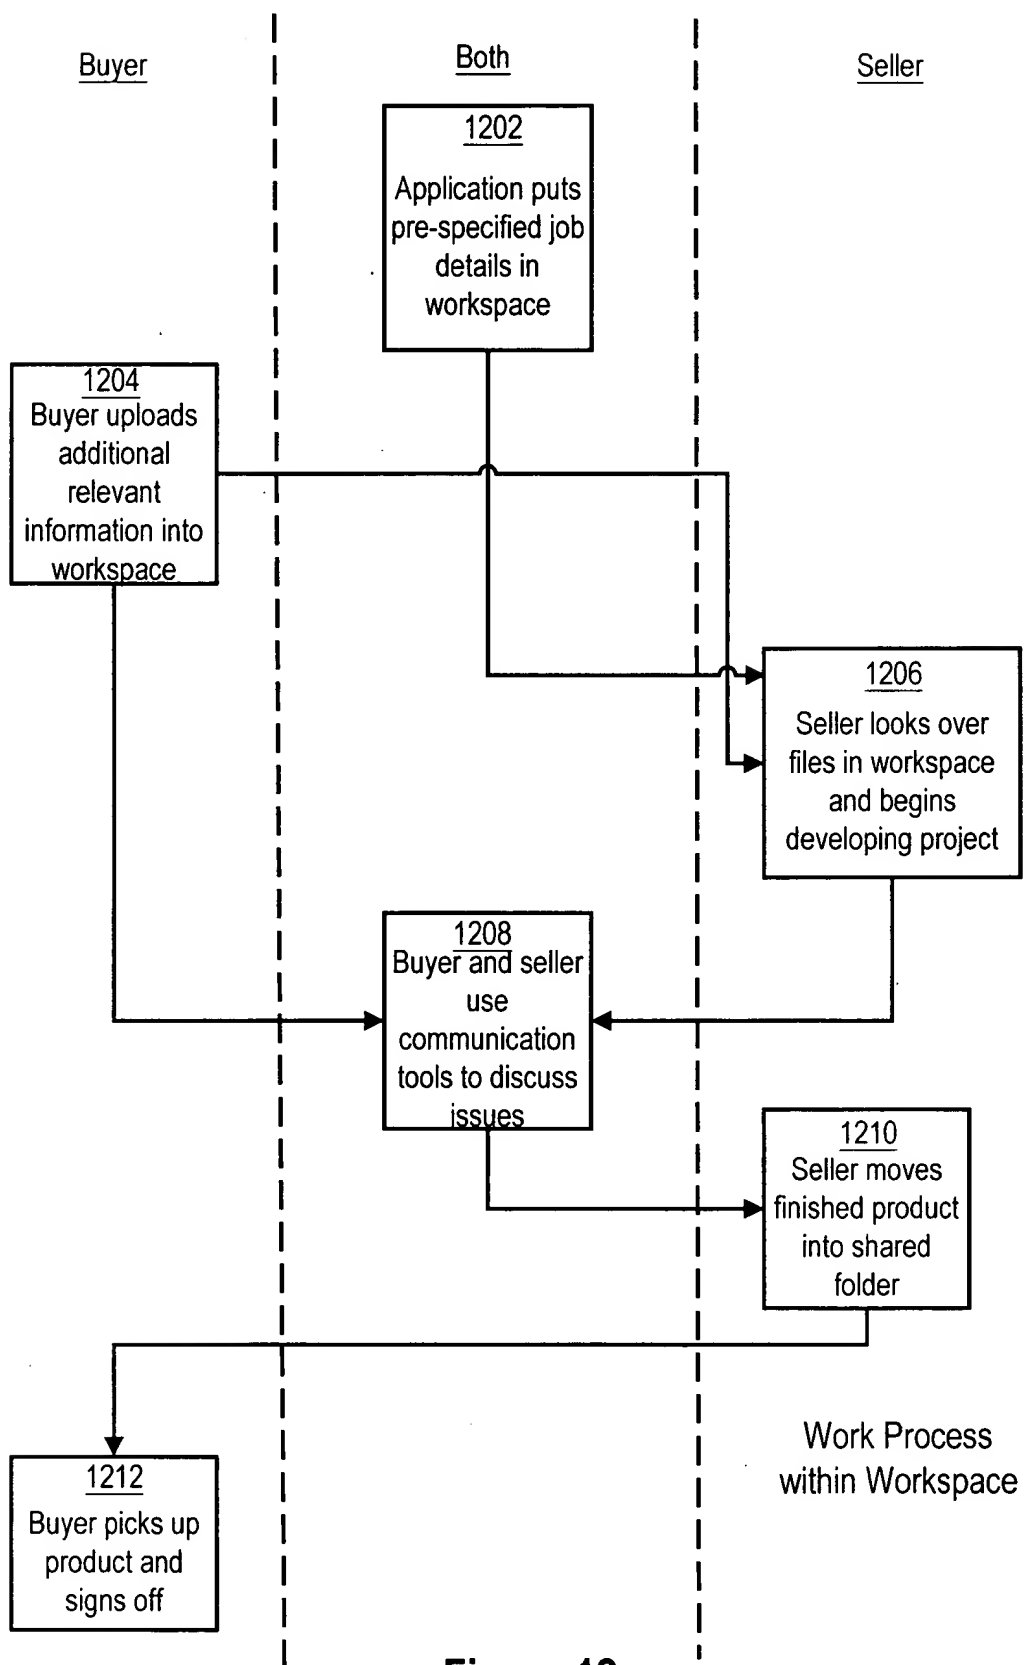 Buyer
Both
Seller
1202
Application puts
pre-specified job
details in
workspace
1204
Buyer uploads
additional
relevant
information into
workspace
1206
Seller looks over
files in workspace
and begins
developing project
1208
Buyer and seller
use
communication
tools to discuss
issues
1210
Seller moves
finished product
into shared
folder
1212
Buyer picks up
product and
signs off
Work Process
within Workspace